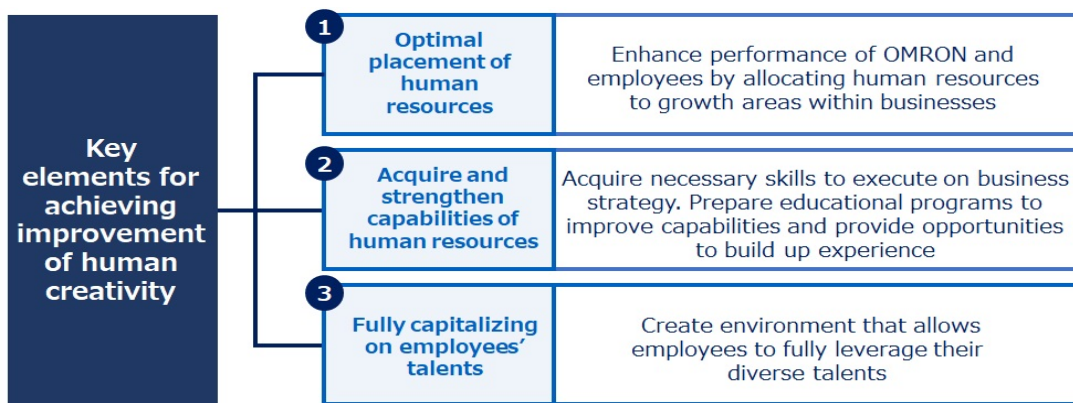 Key
elements for
achieving
improvement
of human
creativity
1
Optimal
placement of
human
resources
Enhance performance of OMRON and
employees by allocating human resources
to growth areas within businesses
2
Acquire and
strengthen
capabilities of
human resources
Acquire necessary skills to execute on business
strategy. Prepare educational programs to
improve capabilities and provide opportunities
to build up experience
3
Fully capitalizing
on employees’
talents
Create environment that allows
employees to fully leverage their
diverse talents